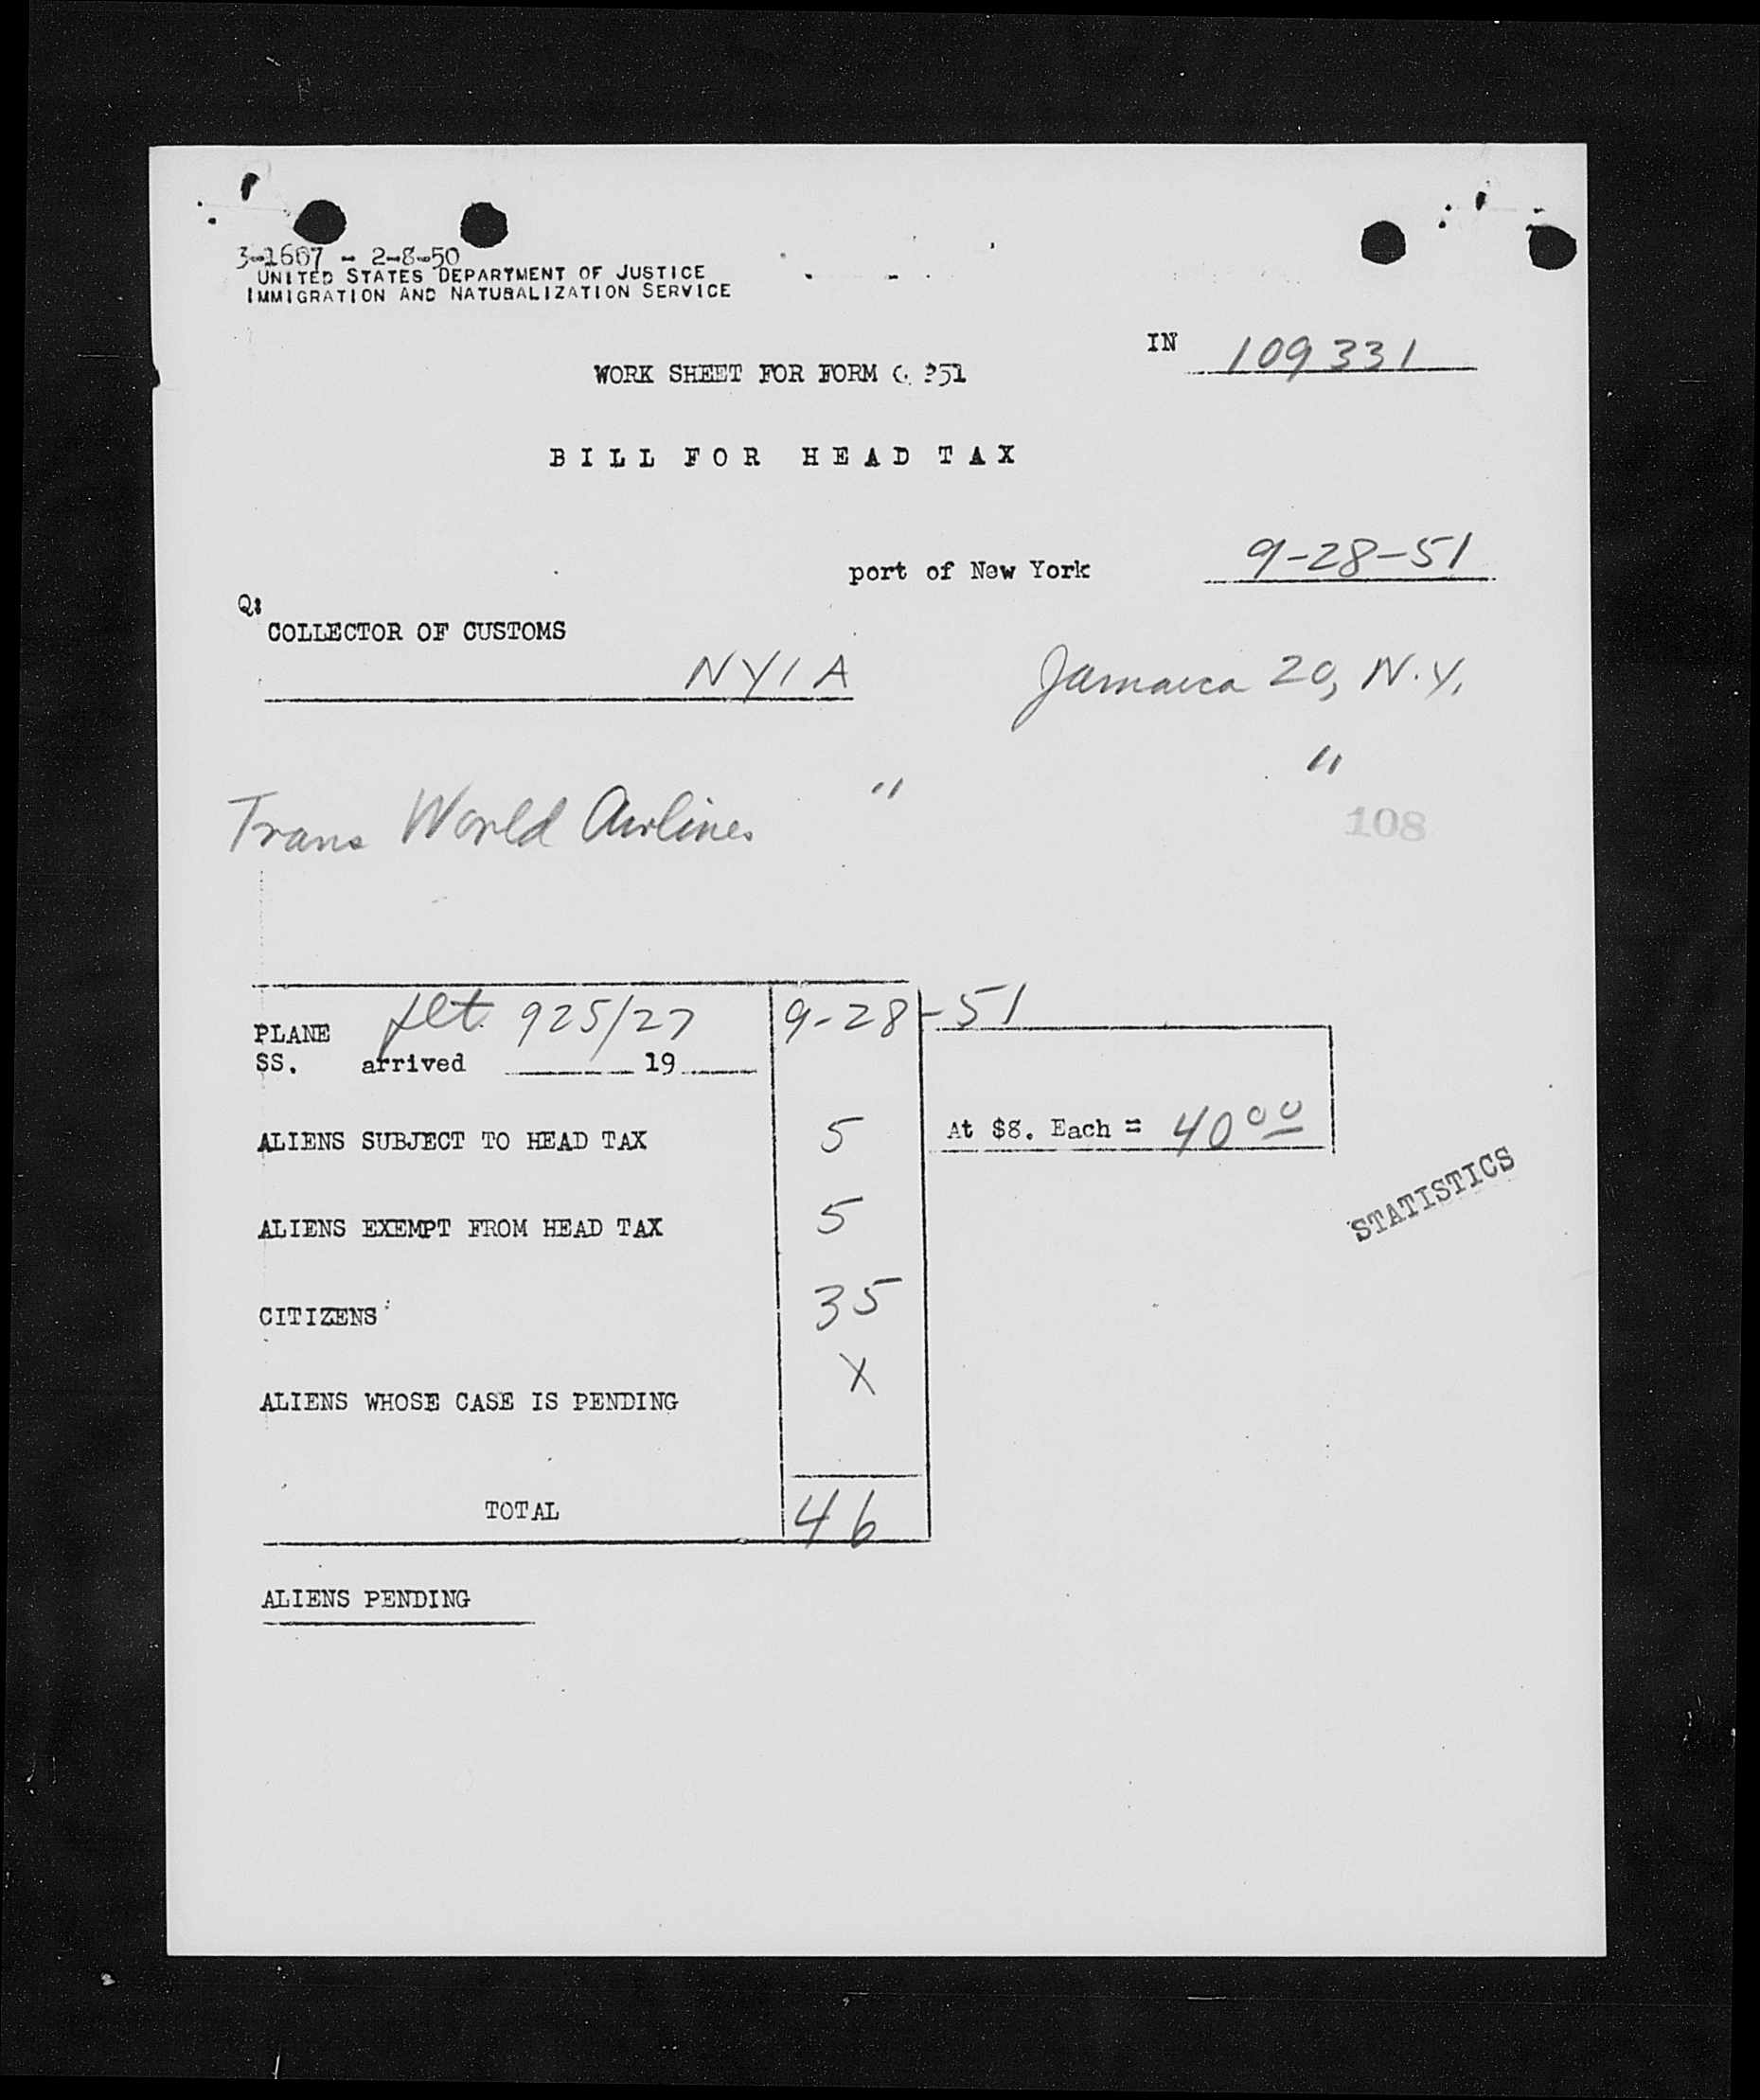 3-1667 - 2-8-50
UNITED STATES DEPARTMENT OF JUSTICE
IMMIGRATION AND NATURALIZATION SERVICE
IN 109331
WORK SHEET FOR FORM 351
BILL FOR HEAD TAX
port of New York 9-28-51
Q:
COLLECTOR OF CUSTOMS
NYIA Jamaica 20, N.Y.
Trans World Airlines " "
108
PLANE flt. 925/27 9-28-51
SS. arrived 19
ALIENS SUBJECT TO HEAD TAX 5 At $8. Each = 40 00
ALIENS EXEMPT FROM HEAD TAX 5
STATISTICS
CITIZENS 35
ALIENS WHOSE CASE IS PENDING X
TOTAL 46
ALIENS PENDING